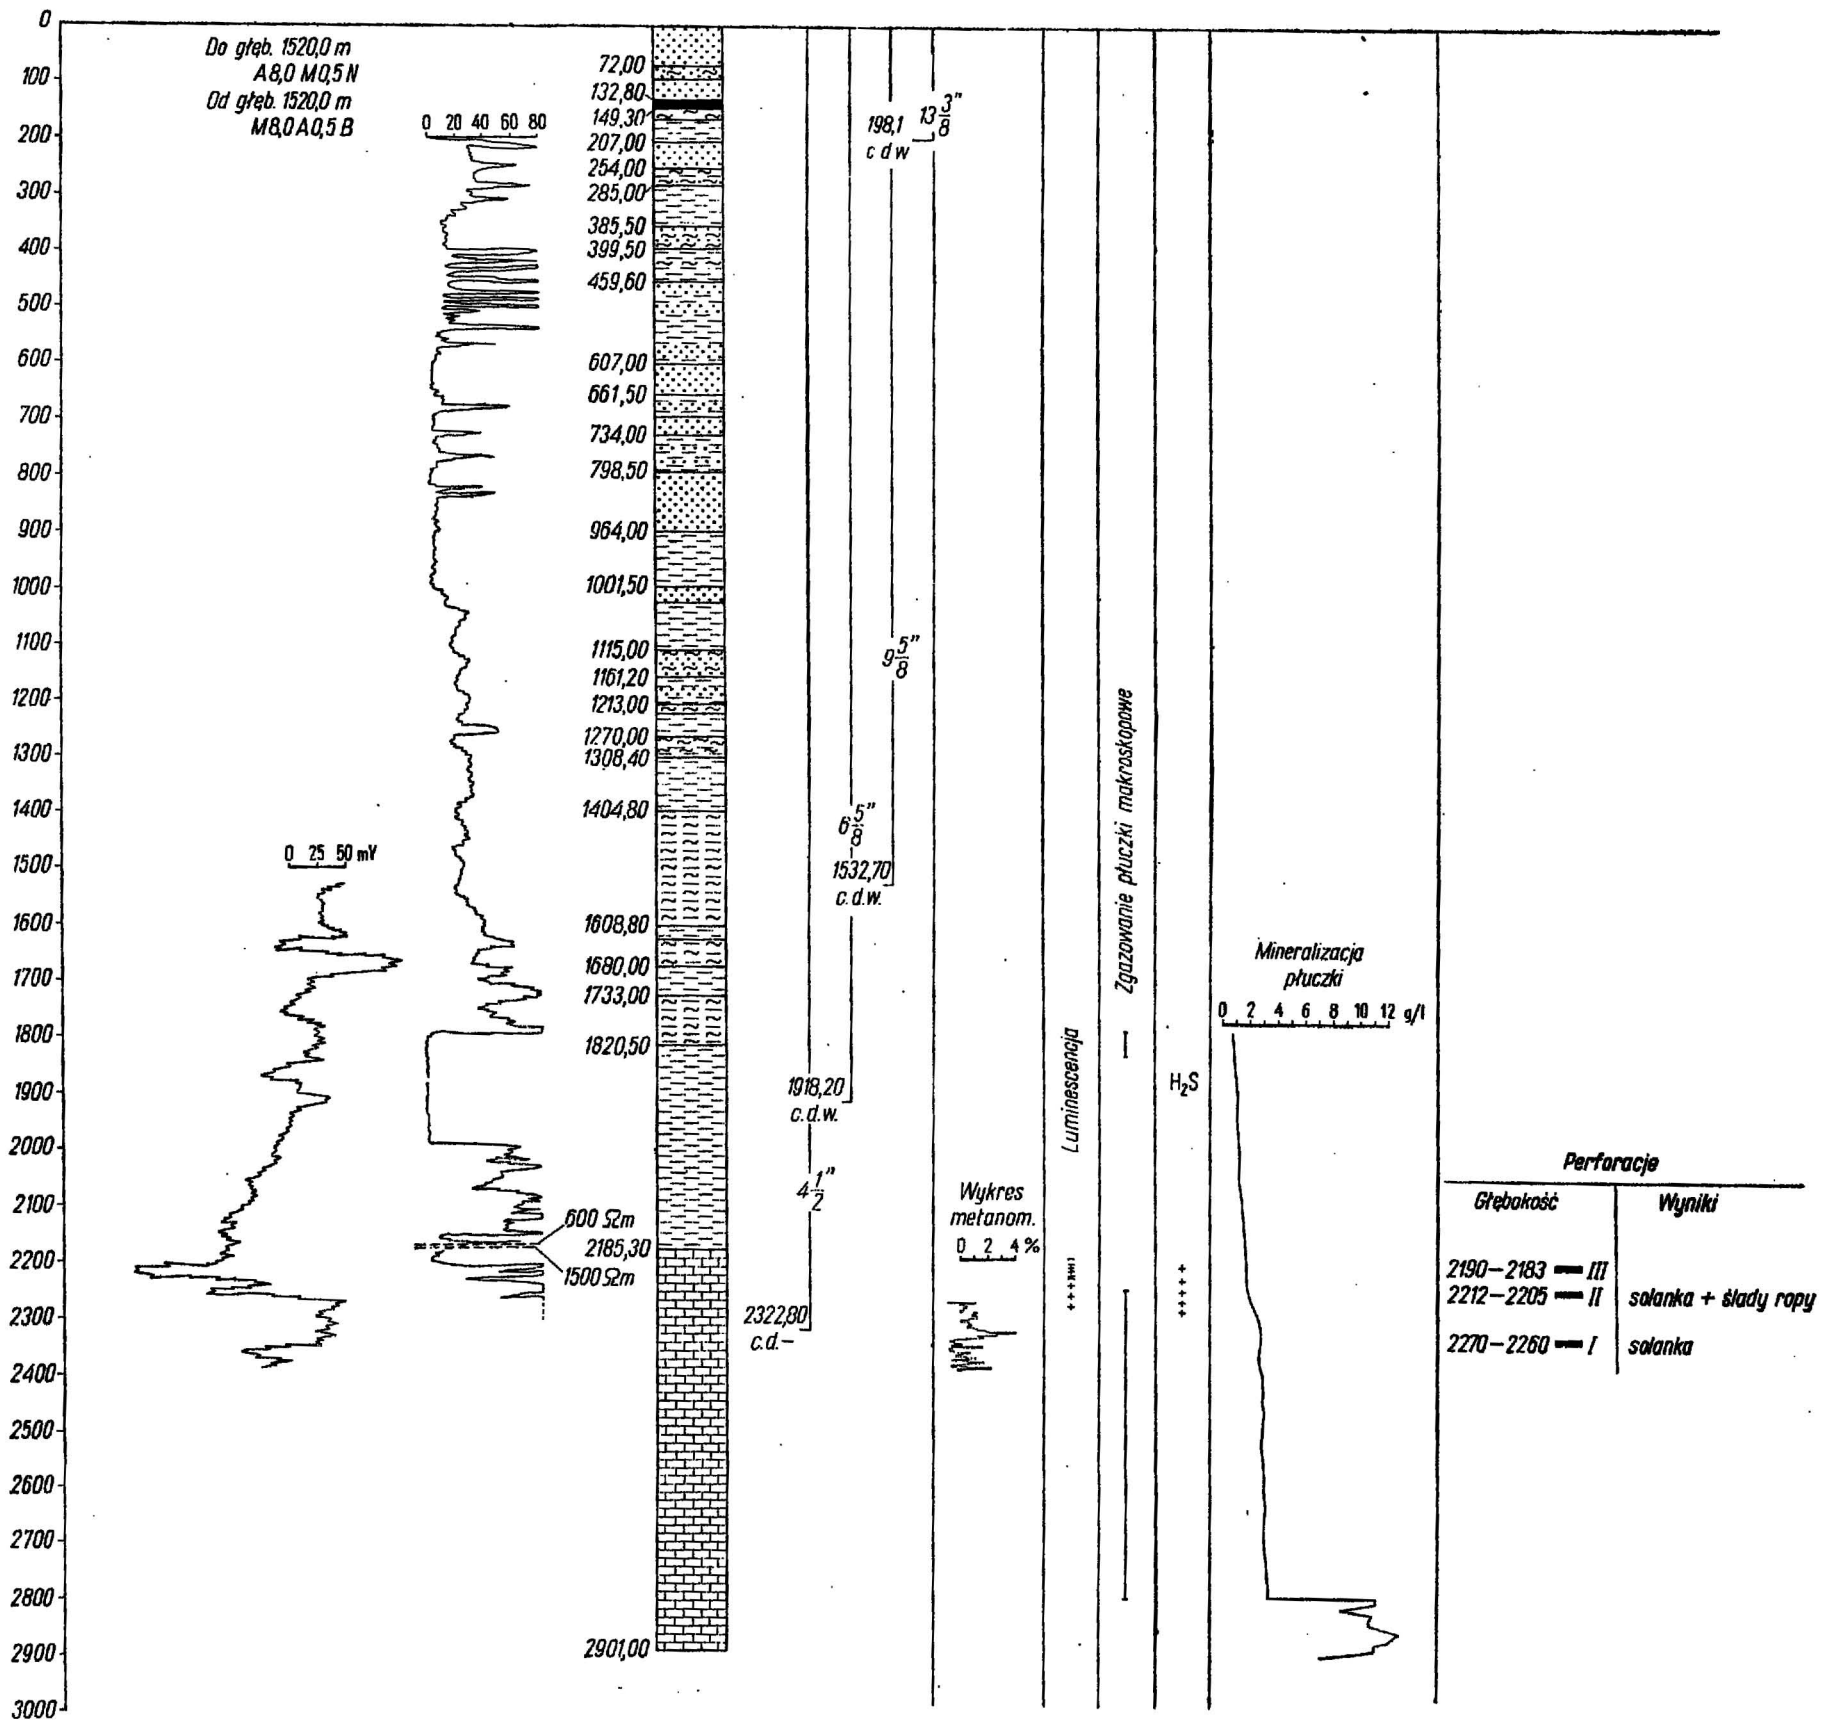 0
100
200
300
400
500
600
700
800
900
1000
1100
1200
1300
1400
1500
1600
1700
1800
1900
2000
2100
2200
2300
2400
2500
2600
2700
2800
2900
3000
Do głęb. 1520,0 m
A8,0 M0,5 N
Od głęb. 1520,0 m
M8,0 A0,5 B
0 20 40 60 80
0 25 50 mV
600 Ωm
1500 Ωm
72,00
132,80
149,30
207,00
254,00
285,00
385,50
399,50
459,60
607,00
661,50
734,00
798,50
964,00
1001,50
1115,00
1161,20
1213,00
1270,00
1308,40
1404,80
1608,80
1680,00
1733,00
1820,50
2185,30
2901,00
198,1
c d w
13 3/8"
9 5/8"
6 5/8"
1532,70
c.d.w.
1918,20
c.d.w.
4 1/2"
2322,80
c.d.–
Wykres
metanom.
0 2 4 %
Luminescencja
++++++++
Zgazowanie płuczki makroskopowe
H₂S
+++++
Mineralizacja
płuczki
0 2 4 6 8 10 12 g/l
Perforacje
Głębokość Wyniki
2190–2183 III
2212–2205 II solanka + ślady ropy
2270–2260 I solanka